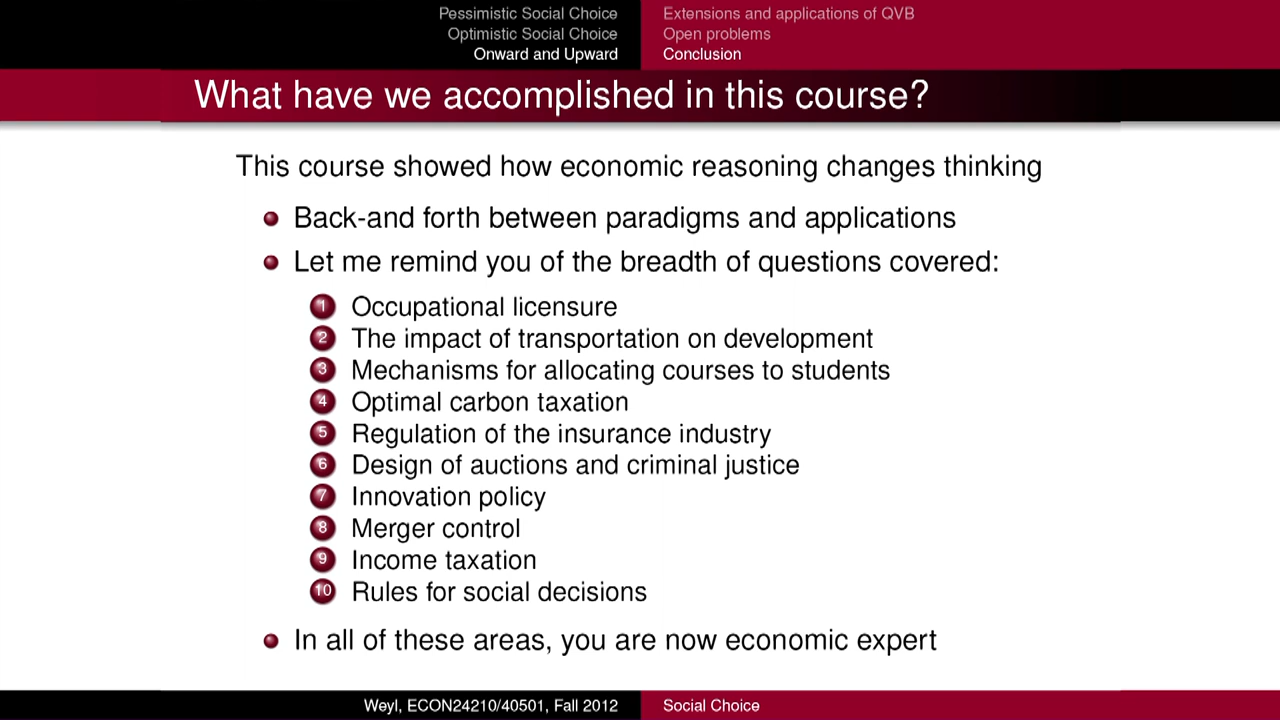 Pessimistic Social Choice
Optimistic Social Choice
Onward and Upward
Extensions and applications of QVB
Open problems
Conclusion
What have we accomplished in this course?
This course showed how economic reasoning changes thinking
Back-and forth between paradigms and applications
Let me remind you of the breadth of questions covered:
1 Occupational licensure
2 The impact of transportation on development
3 Mechanisms for allocating courses to students
4 Optimal carbon taxation
5 Regulation of the insurance industry
6 Design of auctions and criminal justice
7 Innovation policy
8 Merger control
9 Income taxation
10 Rules for social decisions
In all of these areas, you are now economic expert
Weyl, ECON24210/40501, Fall 2012
Social Choice